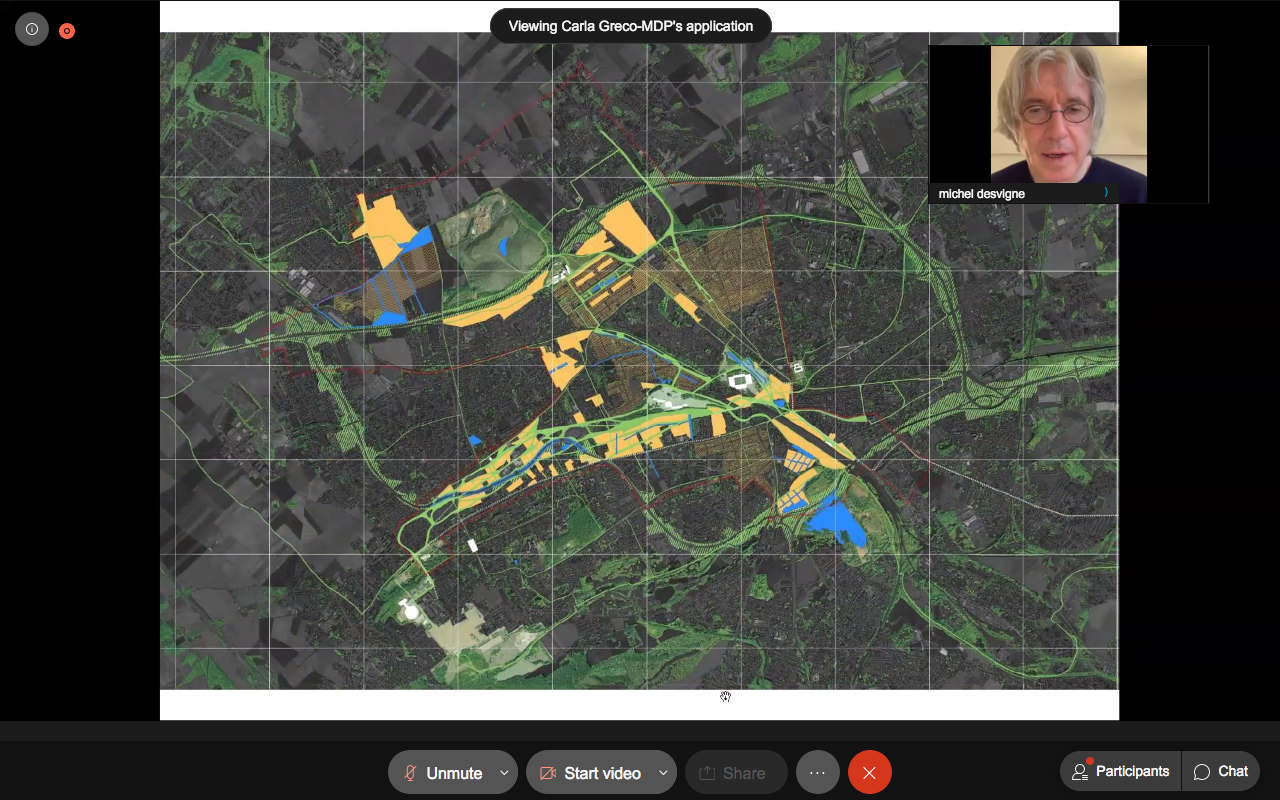 Viewing Carla Greco-MDP's application
michel desvigne
Unmute
Start video
Share
Participants
Chat